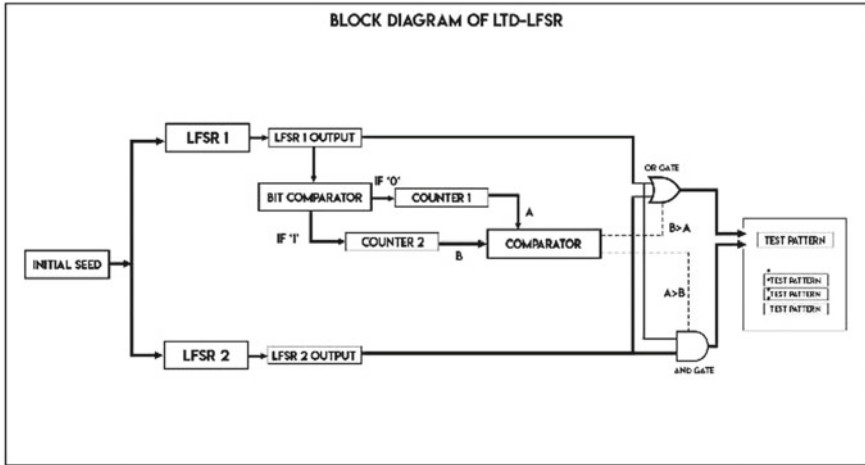 BLOCK DIAGRAM OF LTD-LFSR
LFSR 1
LFSR 1 OUTPUT
OR GATE
BIT COMPARATOR
IF '0'
COUNTER 1
A
IF '1'
COUNTER 2
B
COMPARATOR
B>A
TEST PATTERN
INITIAL SEED
A>B
TEST PATTERN
TEST PATTERN
TEST PATTERN
LFSR 2
LFSR 2 OUTPUT
AND GATE